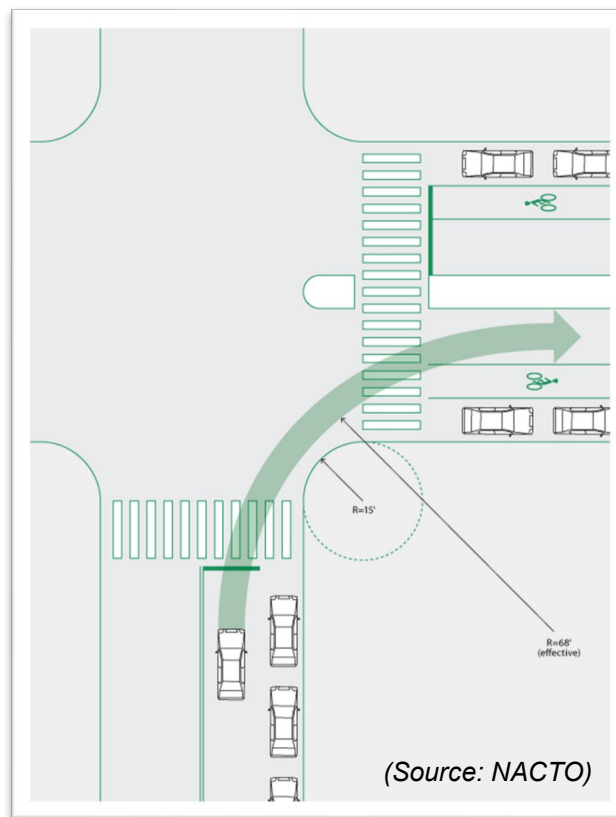 R=15'
R=68'
(effective)
(Source: NACTO)